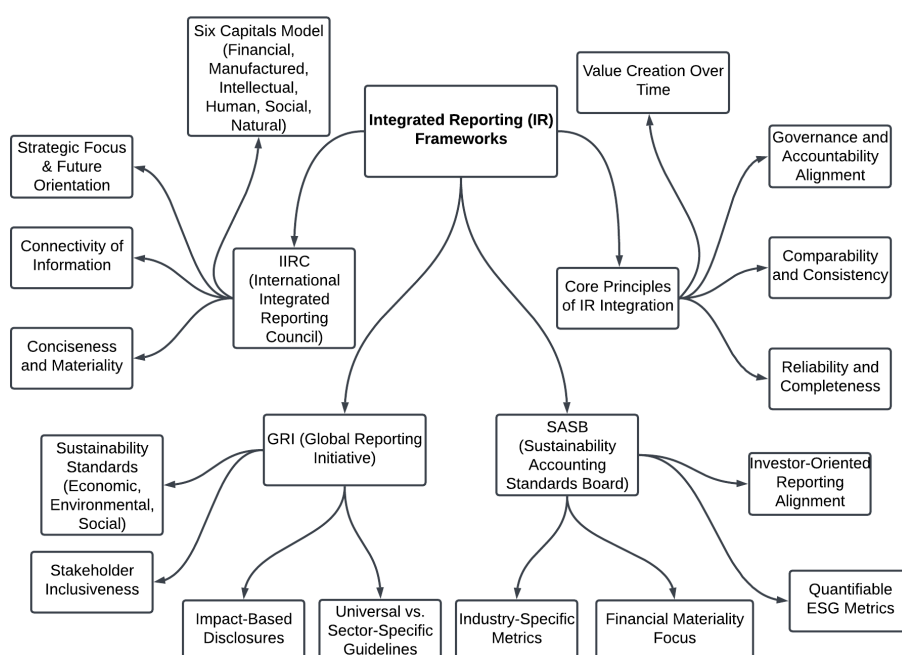 Six Capitals Model
(Financial,
Manufactured,
Intellectual,
Human, Social,
Natural)
Value Creation Over
Time
Integrated Reporting (IR)
Frameworks
Strategic Focus
& Future
Orientation
Governance and
Accountability
Alignment
Connectivity of
Information
IIRC
(International
Integrated
Reporting
Council)
Core Principles
of IR Integration
Comparability
and Consistency
Conciseness
and Materiality
Reliability and
Completeness
GRI (Global Reporting
Initiative)
SASB
(Sustainability
Accounting
Standards Board)
Sustainability
Standards
(Economic,
Environmental,
Social)
Investor-Oriented
Reporting
Alignment
Stakeholder
Inclusiveness
Quantifiable
ESG Metrics
Impact-Based
Disclosures
Universal vs.
Sector-Specific
Guidelines
Industry-Specific
Metrics
Financial Materiality
Focus